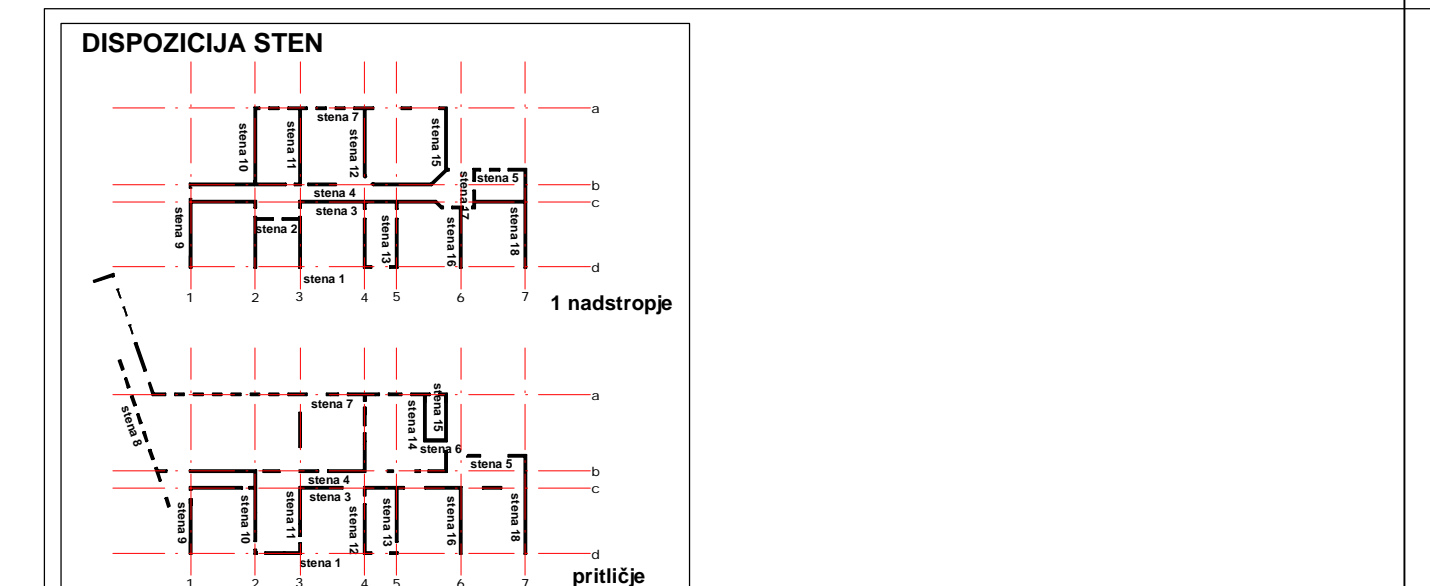 DISPOZICIJA STEN
a
stena 7
stena 10
stena 11
stena 12
stena 15
stena 5
b
stena 4
stena 17
c
stena 3
stena 9
stena 2
stena 13
stena 16
stena 18
d
stena 1
1 2 3 4 5 6 7
1 nadstropje
a
stena 7
stena 15
stena 8
stena 14
stena 6
stena 5
b
stena 4
c
stena 3
stena 9
stena 10
stena 11
stena 12
stena 13
stena 16
stena 18
d
stena 1
pritličje
1 2 3 4 5 6 7